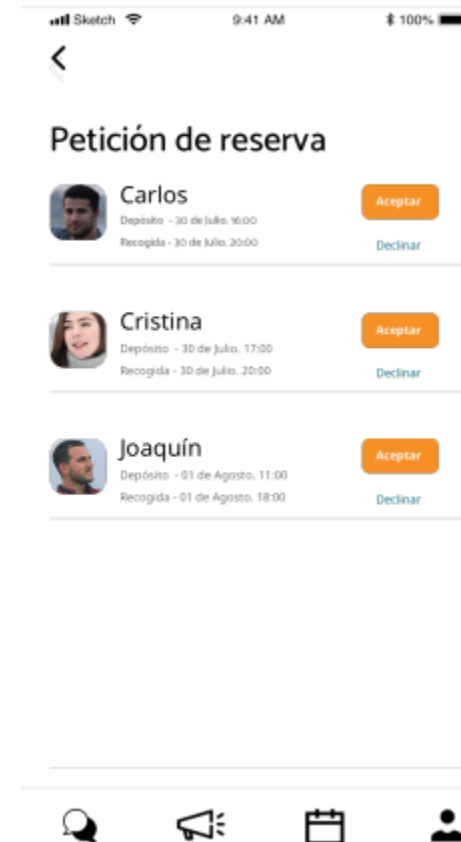 Sketch 9:41 AM 100%
Petición de reserva
Carlos
Aceptar
Depósito - 30 de Julio. 16:00
Recogida - 30 de Julio. 20:00
Declinar
Cristina
Aceptar
Depósito - 30 de Julio. 17:00
Recogida - 30 de Julio. 20:00
Declinar
Joaquín
Aceptar
Depósito - 01 de Agosto. 11:00
Recogida - 01 de Agosto. 18:00
Declinar